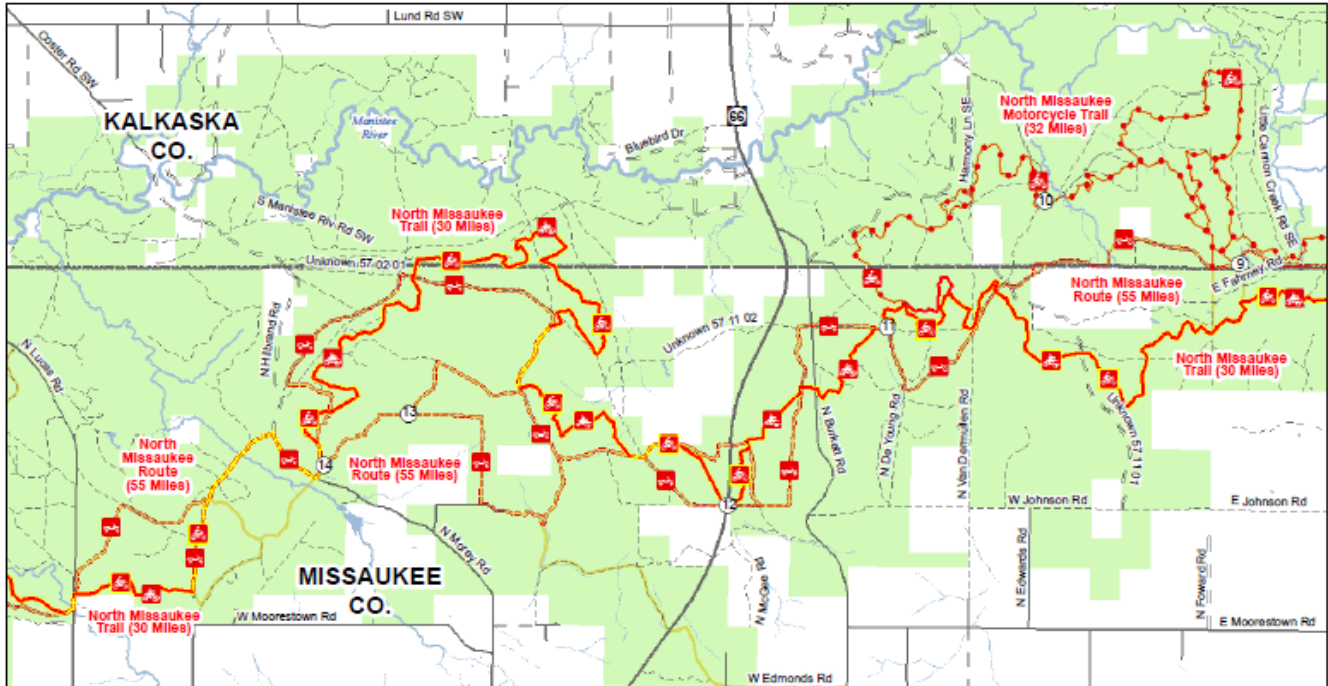 Lund Rd SW
Coster Rd SW
KALKASKA
CO.
Manistee
River
66
Bluebird Dr
Harmony Ln SE
North Missaukee
Motorcycle Trail
(32 Miles)
Little Cannon Creek Rd SE
10
S Manistee Riv Rd SW
North Missaukee
Trail (30 Miles)
Unknown 57 02 01
9
E Fahrney Rd
North Missaukee
Route (55 Miles)
N Hilbrand Rd
N Lucas Rd
Unknown 57 11 02
11
North Missaukee
Trail (30 Miles)
13
N Burkett Rd
N De Young Rd
N Van Dermullen Rd
Unknown 57 11 01
North
Missaukee
Route
(55 Miles)
14
North Missaukee
Route (55 Miles)
12
W Johnson Rd
E Johnson Rd
N Morey Rd
MISSAUKEE
CO.
N McGee Rd
N Edwards Rd
N Foward Rd
North Missaukee
Trail (30 Miles)
W Moorestown Rd
E Moorestown Rd
W Edmonds Rd